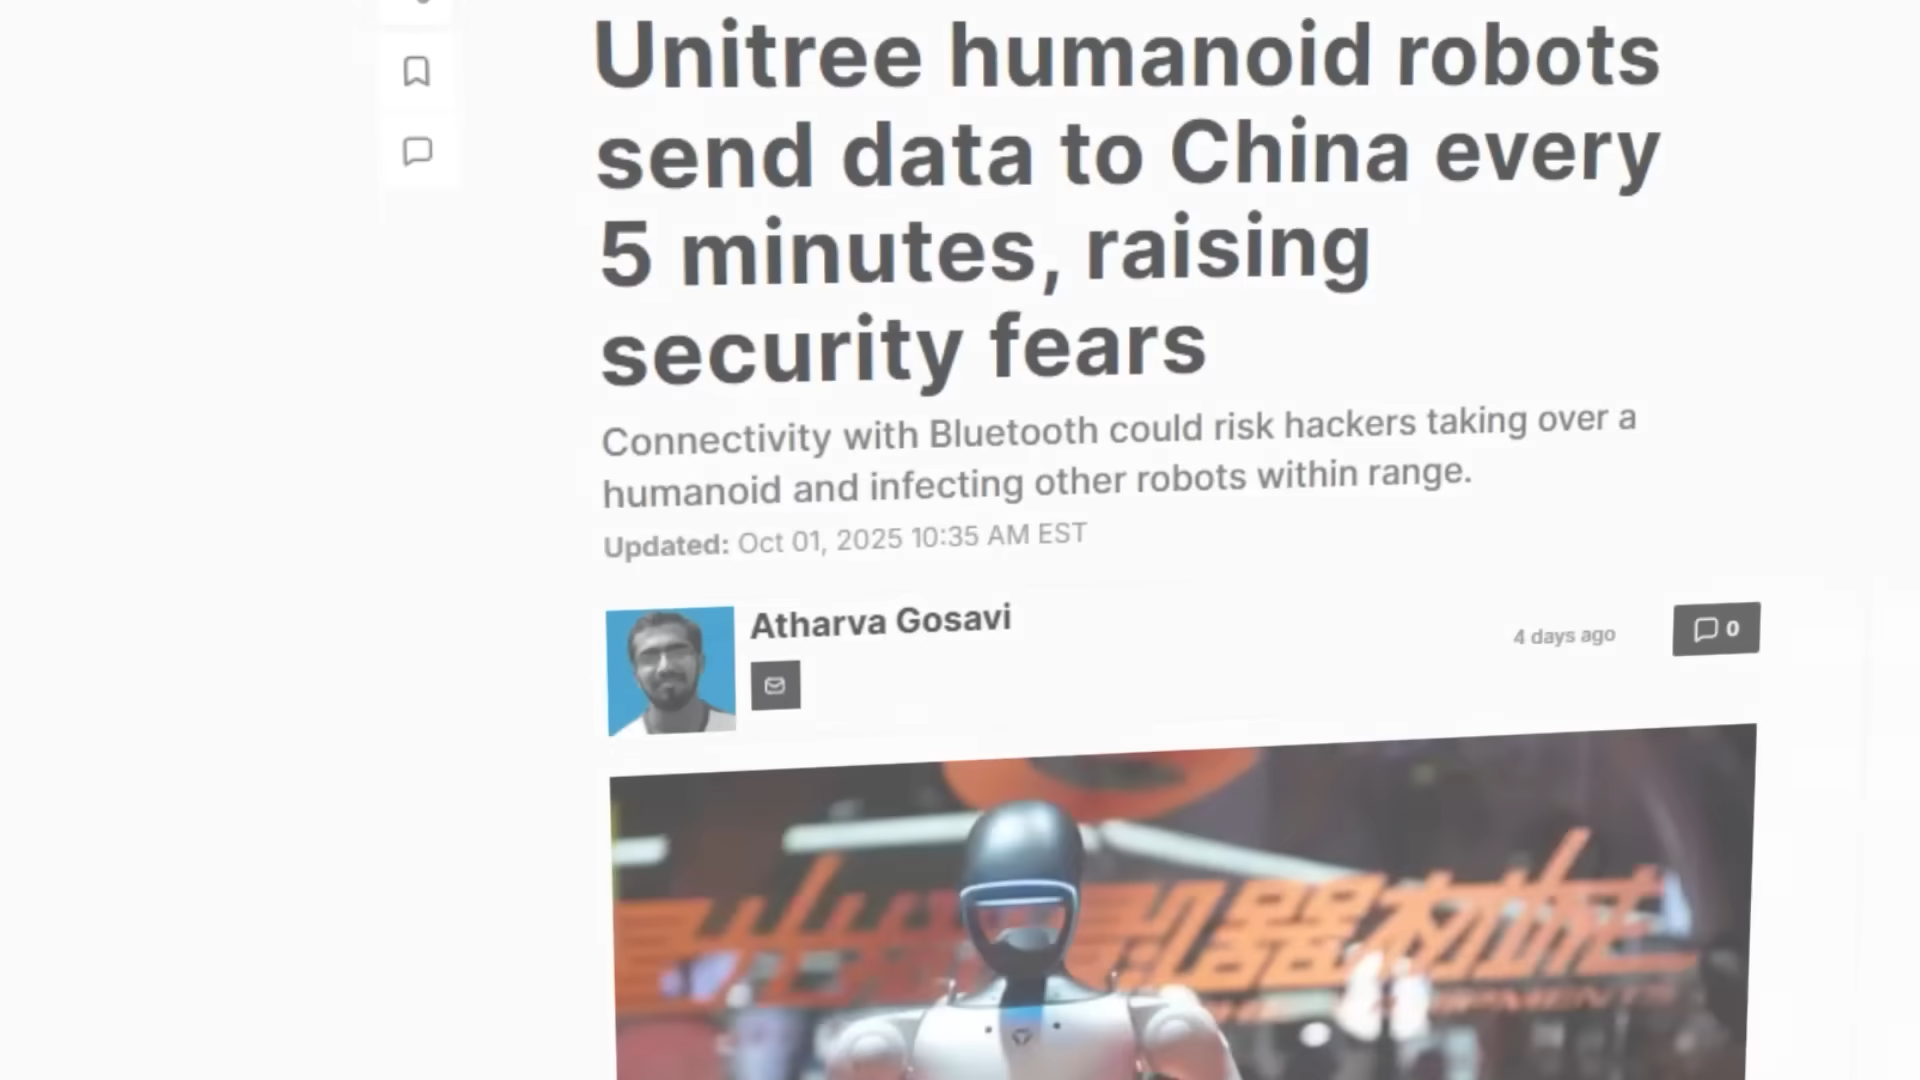 Unitree humanoid robots
send data to China every
5 minutes, raising
security fears
Connectivity with Bluetooth could risk hackers taking over a
humanoid and infecting other robots within range.
Updated: Oct 01, 2025 10:35 AM EST
Atharva Gosavi
4 days ago
0
机器